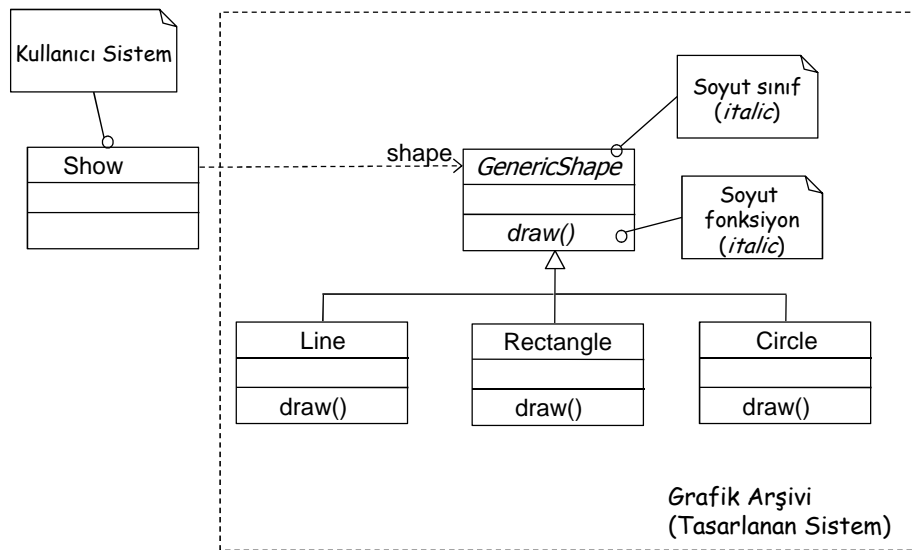 Kullanıcı Sistem
Soyut sınıf
(italic)
Show
shape
GenericShape
draw()
Soyut
fonksiyon
(italic)
Line
draw()
Rectangle
draw()
Circle
draw()
Grafik Arşivi
(Tasarlanan Sistem)